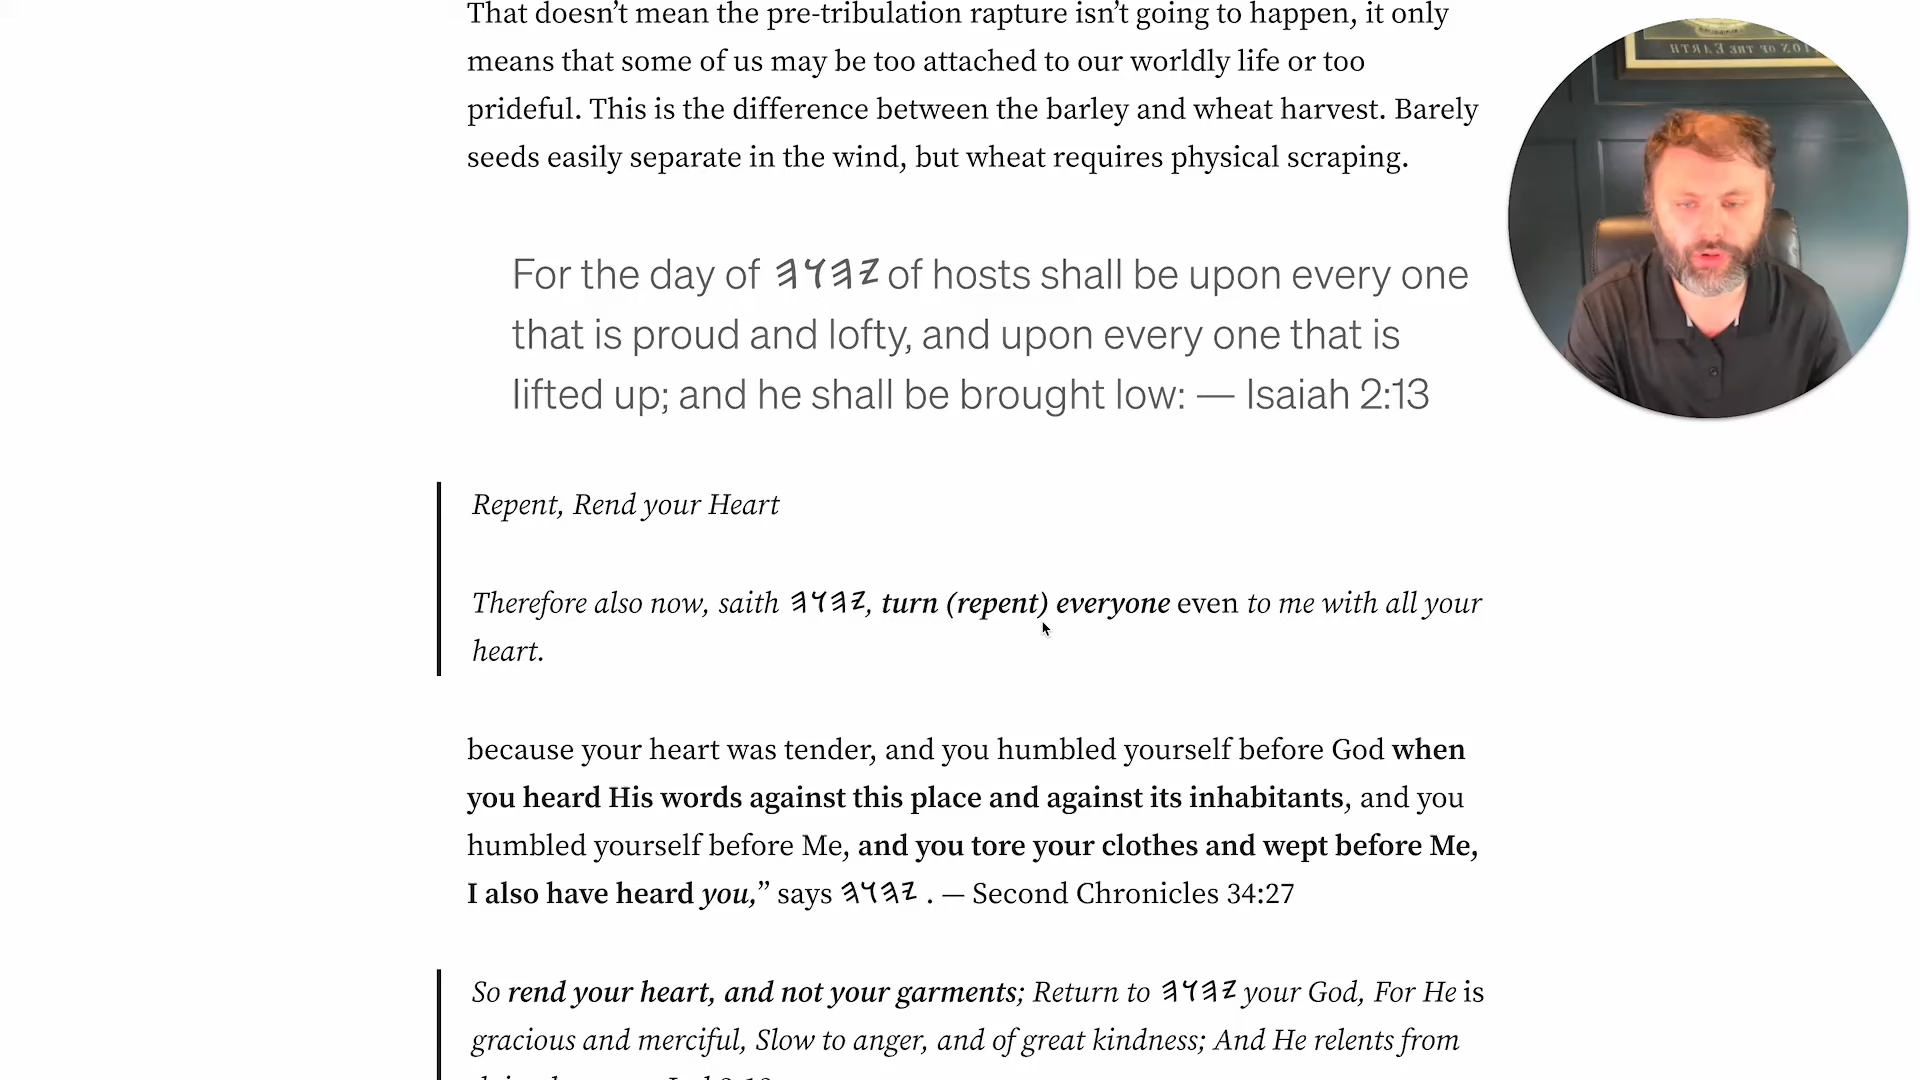 That doesn’t mean the pre-tribulation rapture isn’t going to happen, it only
means that some of us may be too attached to our worldly life or too
prideful. This is the difference between the barley and wheat harvest. Barely
seeds easily separate in the wind, but wheat requires physical scraping.
For the day of 𐤄𐤅𐤄𐤉 of hosts shall be upon every one
that is proud and lofty, and upon every one that is
lifted up; and he shall be brought low: — Isaiah 2:13
Repent, Rend your Heart
Therefore also now, saith 𐤄𐤅𐤄𐤉, turn (repent) everyone even to me with all your
heart.
because your heart was tender, and you humbled yourself before God when
you heard His words against this place and against its inhabitants, and you
humbled yourself before Me, and you tore your clothes and wept before Me,
I also have heard you,” says 𐤄𐤅𐤄𐤉 . — Second Chronicles 34:27
So rend your heart, and not your garments; Return to 𐤄𐤅𐤄𐤉 your God, For He is
gracious and merciful, Slow to anger, and of great kindness; And He relents from